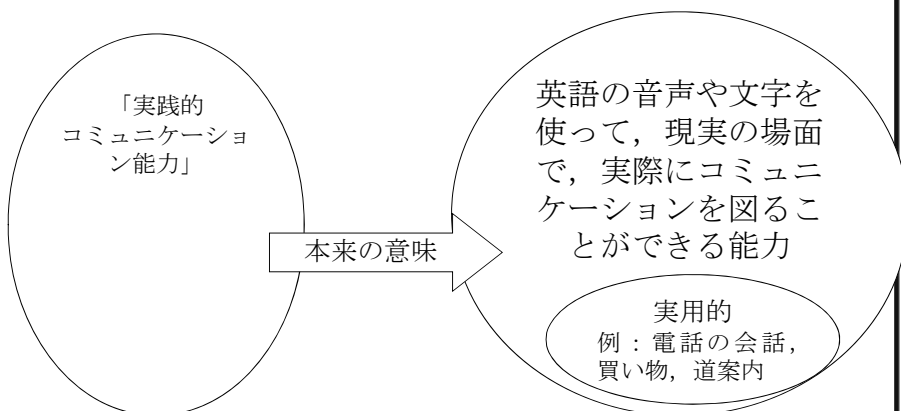 「実践的
コミュニケーショ
ン能力」
本来の意味
英語の音声や文字を
使って，現実の場面
で，実際にコミュニ
ケーションを図るこ
とができる能力
実用的
例：電話の会話，
買い物，道案内